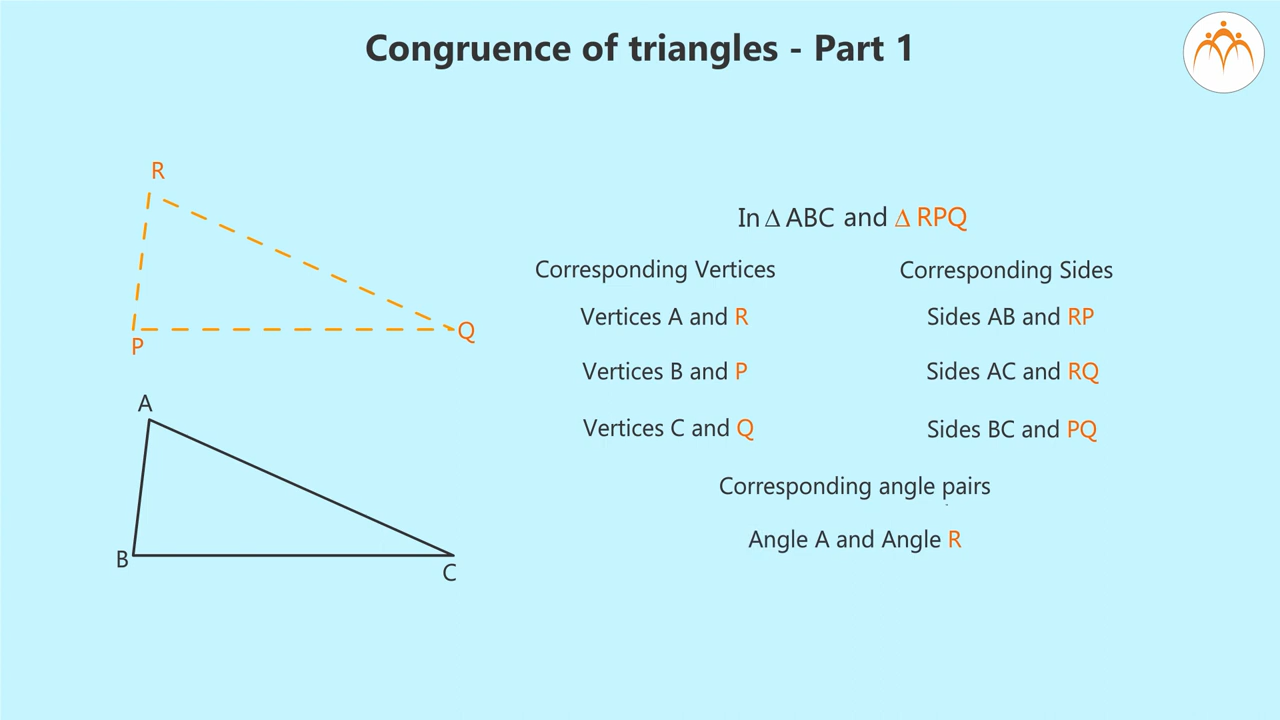 Congruence of triangles - Part 1
R
P
Q
A
B
C
In Δ ABC and Δ RPQ
Corresponding Vertices
Vertices A and R
Vertices B and P
Vertices C and Q
Corresponding Sides
Sides AB and RP
Sides AC and RQ
Sides BC and PQ
Corresponding angle pairs
Angle A and Angle R